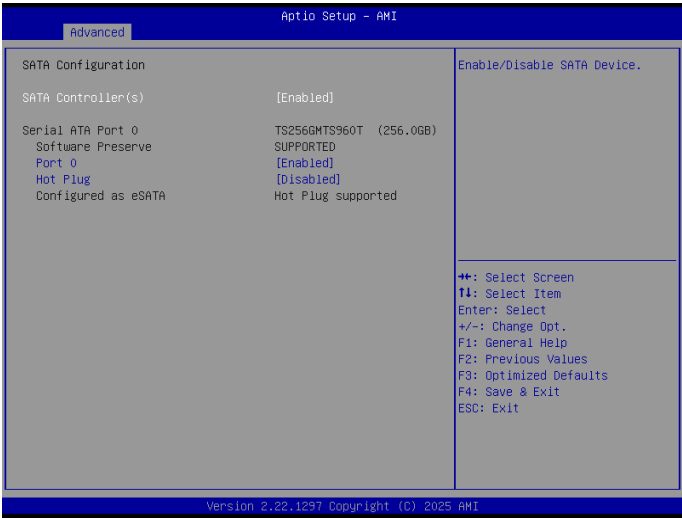 Aptio Setup – AMI
Advanced
SATA Configuration
SATA Controller(s) [Enabled]
Serial ATA Port 0 TS256GMTS960T (256.0GB)
Software Preserve SUPPORTED
Port 0 [Enabled]
Hot Plug [Disabled]
Configured as eSATA Hot Plug supported
Enable/Disable SATA Device.
→←: Select Screen
↑↓: Select Item
Enter: Select
+/-: Change Opt.
F1: General Help
F2: Previous Values
F3: Optimized Defaults
F4: Save & Exit
ESC: Exit
Version 2.22.1297 Copyright (C) 2025 AMI